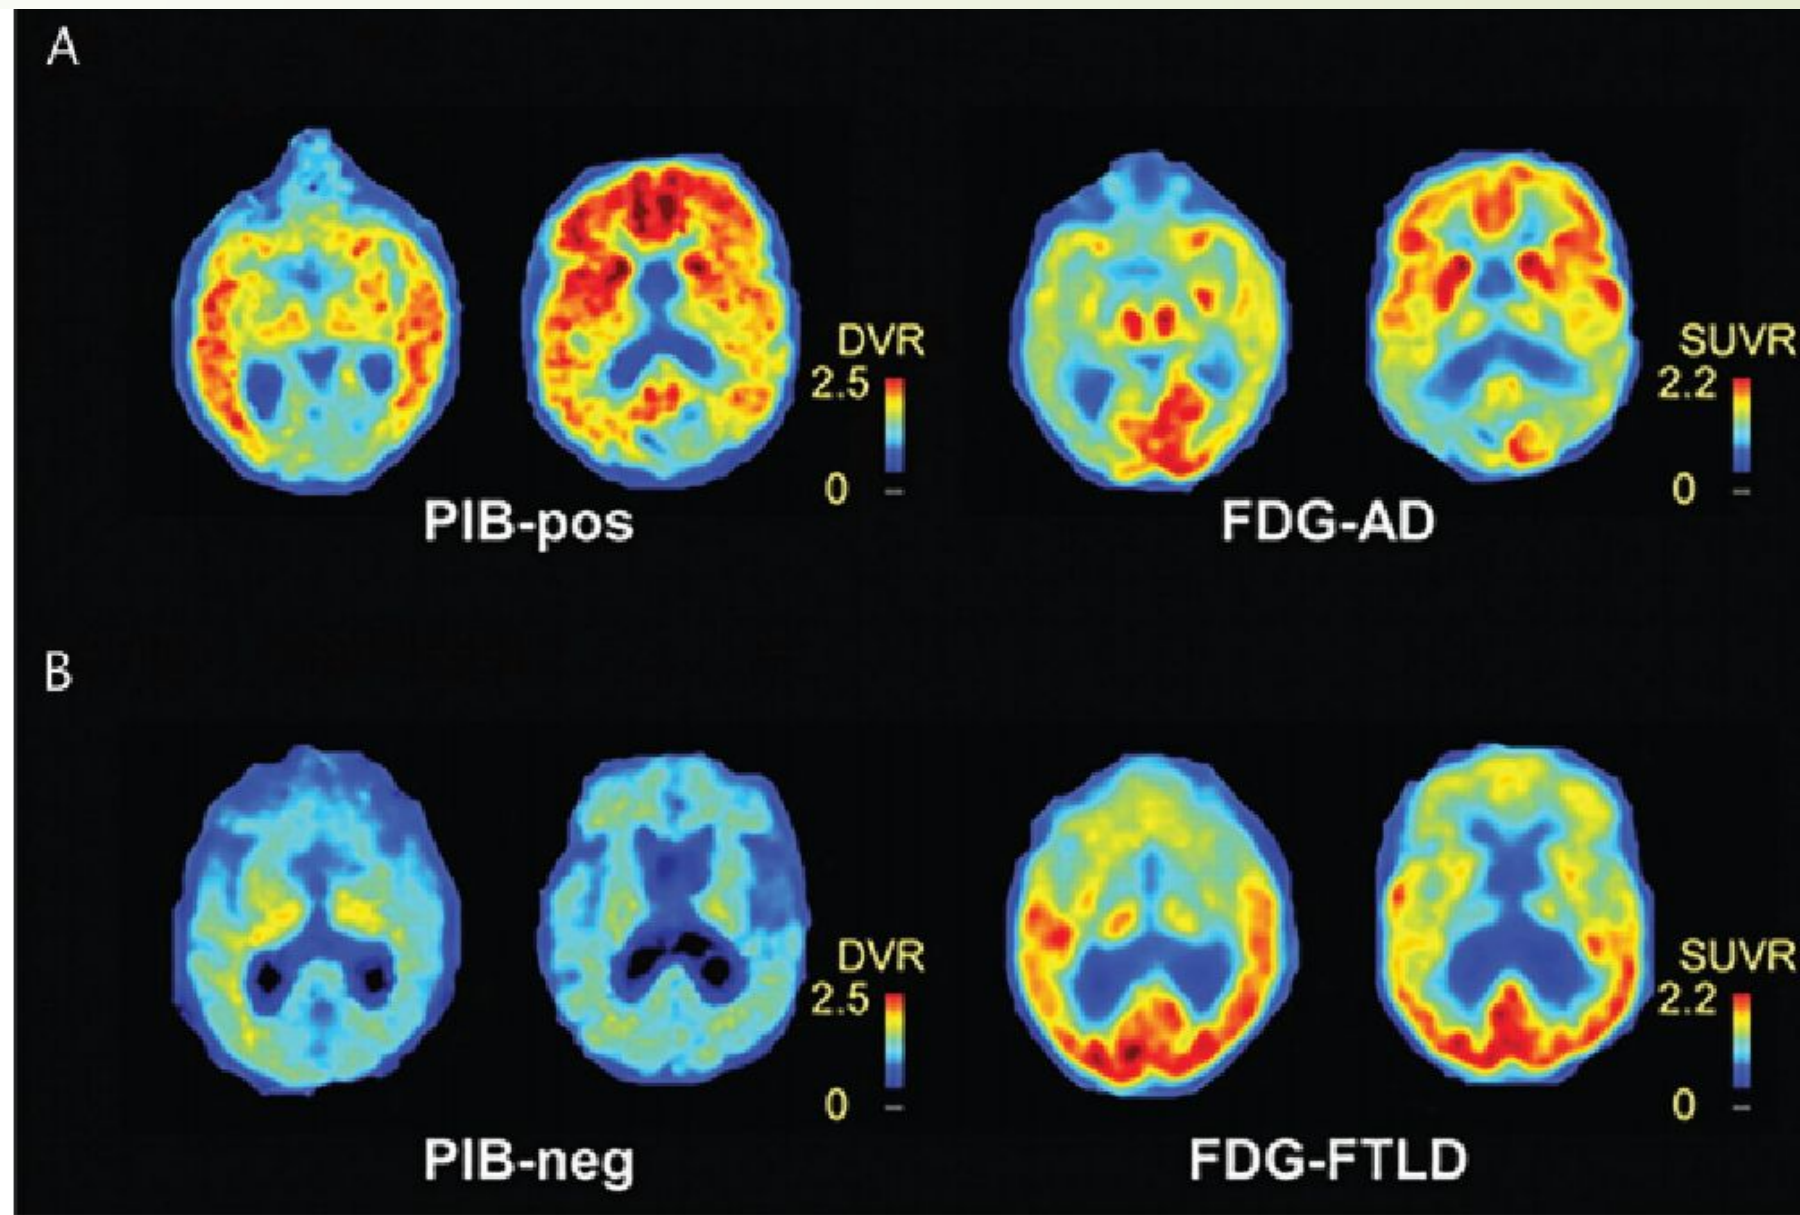 A
DVR
2.5
0
PIB-pos
SUVR
2.2
0
FDG-AD
B
DVR
2.5
0
PIB-neg
SUVR
2.2
0
FDG-FTLD